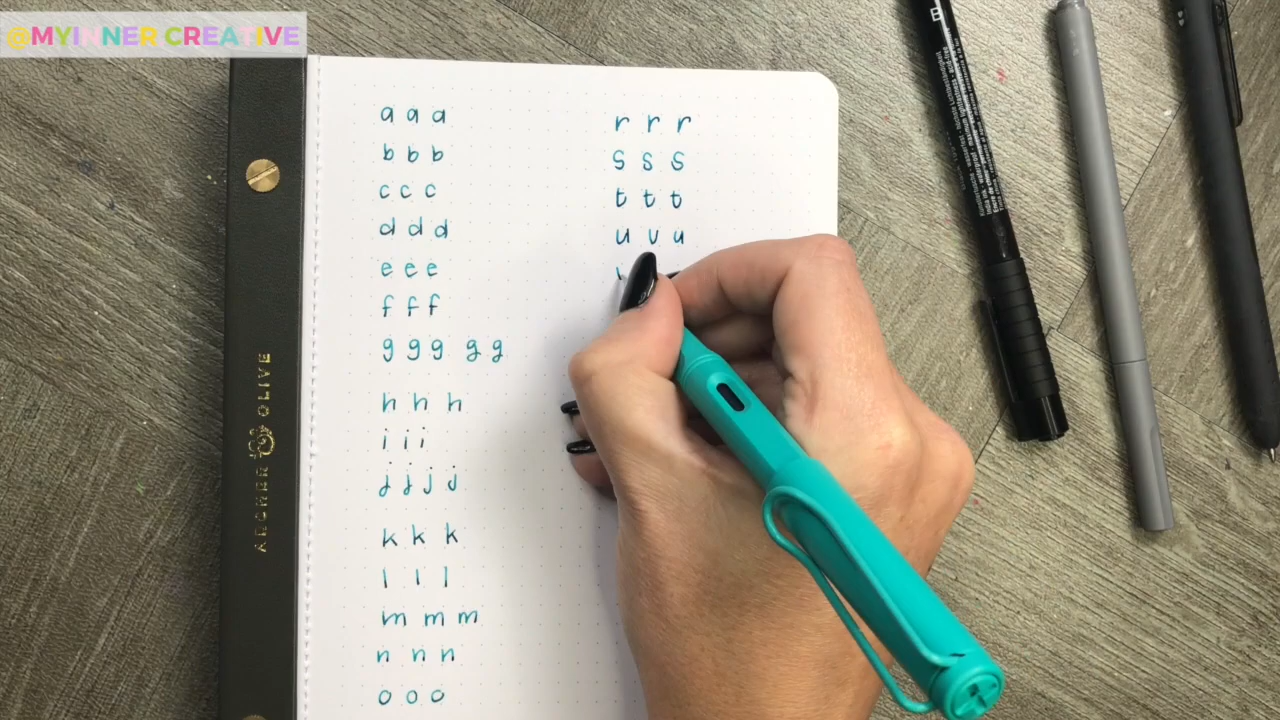 @MYINNER CREATIVE
a a a
b b b
c c c
d d d
e e e
f f f
g g g g g
h h h
i i i
j j j j
k k k
l l l
m m m
n n n
o o o
r r r
s s s
t t t
u u u
ARCHER & OLIVE
B